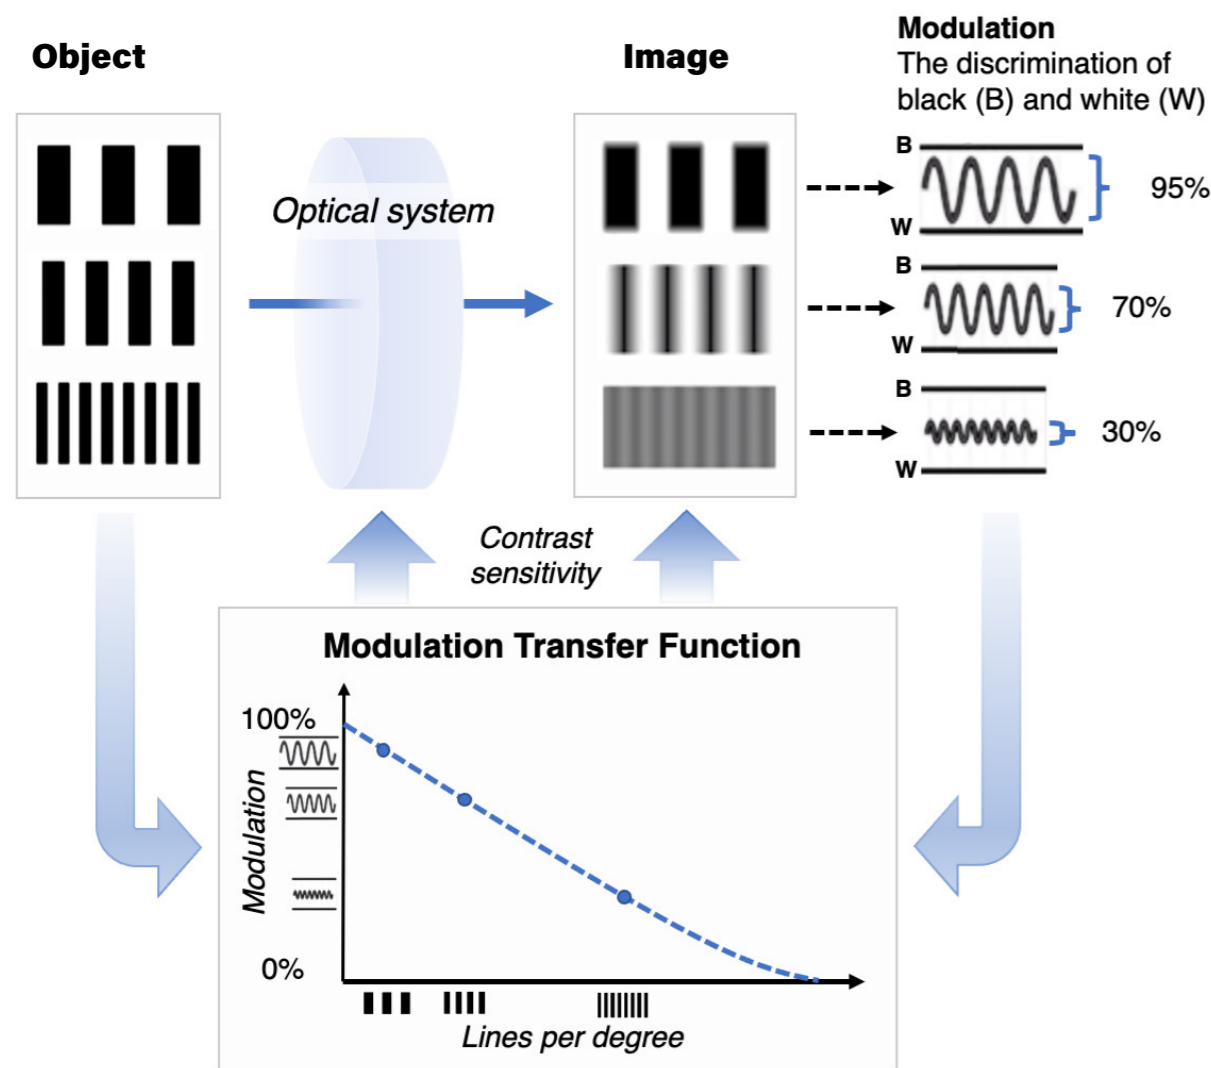 Object
Image
Modulation
The discrimination of
black (B) and white (W)
Optical system
B
W
95%
B
W
70%
B
W
30%
Contrast
sensitivity
Modulation Transfer Function
100%
Modulation
0%
Lines per degree